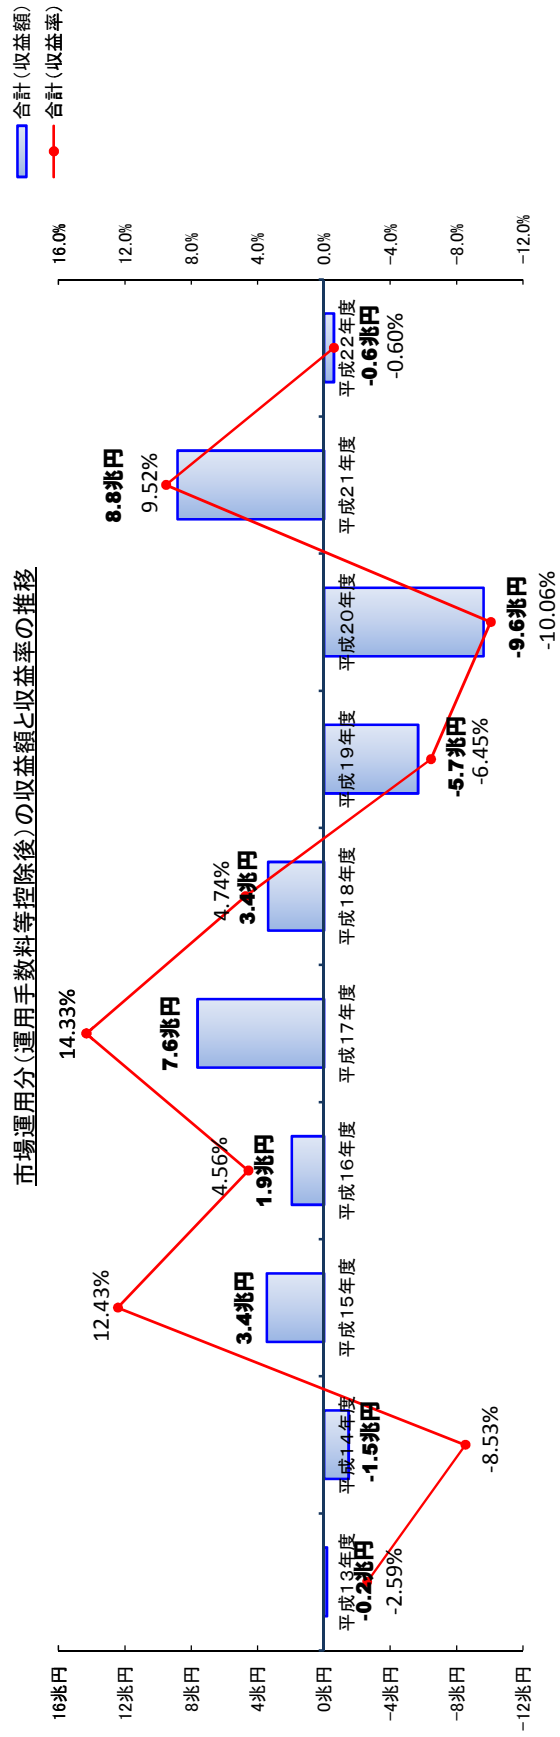 市場運用分（運用手数料等控除後）の収益額と収益率の推移
合計（収益額）
合計（収益率）
16兆円
12兆円
8兆円
4兆円
0兆円
-4兆円
-8兆円
-12兆円
16.0%
12.0%
8.0%
4.0%
0.0%
-4.0%
-8.0%
-12.0%
平成13年度
-0.2兆円
-2.59%
平成14年度
-1.5兆円
-8.53%
12.43%
3.4兆円
平成15年度
4.56%
1.9兆円
平成16年度
14.33%
7.6兆円
平成17年度
4.74%
3.4兆円
平成18年度
平成19年度
-5.7兆円
-6.45%
平成20年度
-9.6兆円
-10.06%
8.8兆円
9.52%
平成21年度
平成22年度
-0.6兆円
-0.60%